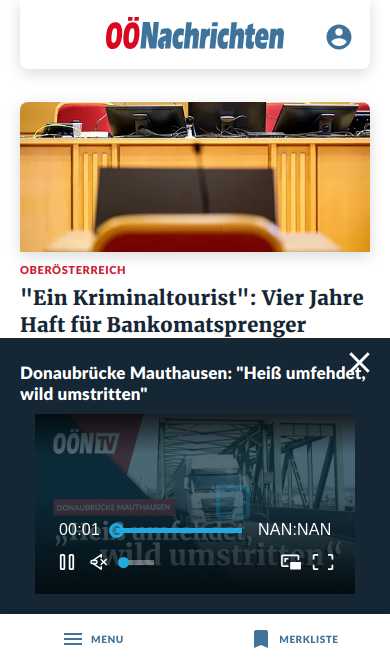 OÖNachrichten
OBERÖSTERREICH
"Ein Kriminaltourist": Vier Jahre
Haft für Bankomatsprenger
Donaubrücke Mauthausen: "Heiß umfehdet,
wild umstritten"
OÖN TV
DONAUBRÜCKE MAUTHAUSEN
„Heiß umfehdet,
wild umstritten“
00:01
NAN:NAN
MENU
MERKLISTE